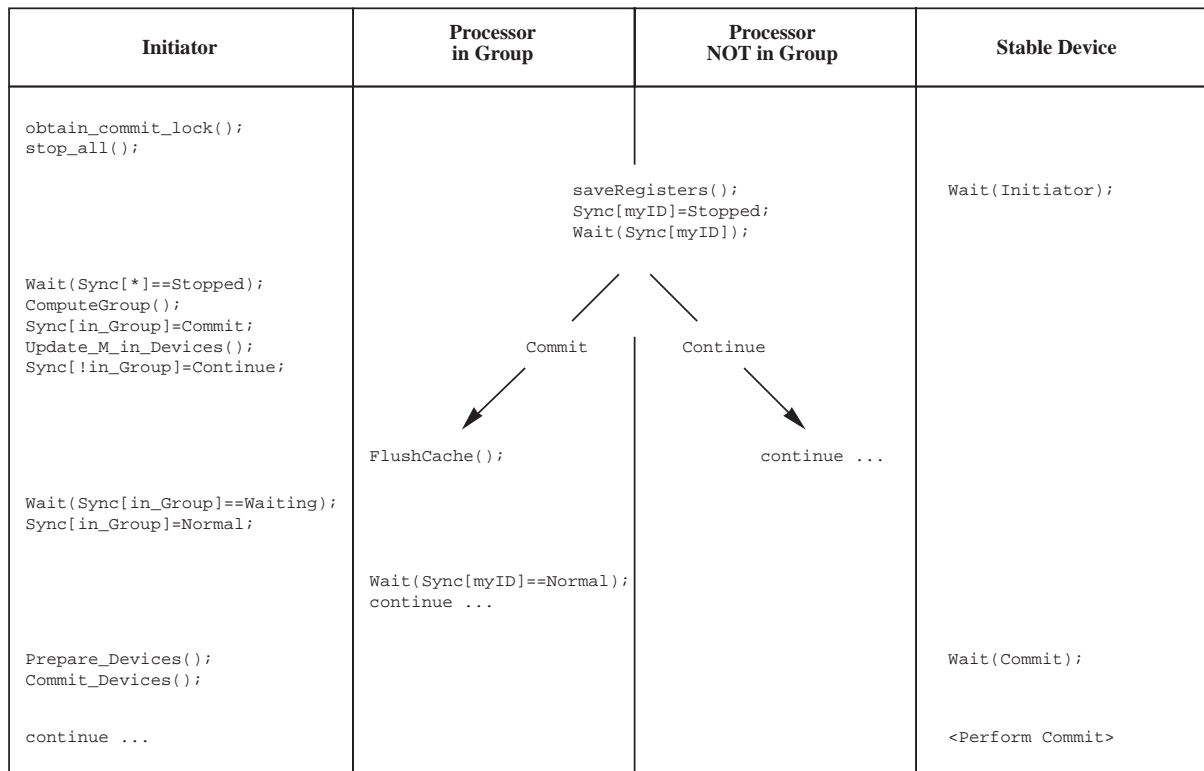 Initiator
Processor
in Group
Processor
NOT in Group
Stable Device
obtain_commit_lock();
stop_all();
saveRegisters();
Sync[myID]=Stopped;
Wait(Sync[myID]);
Wait(Initiator);
Wait(Sync[*]==Stopped);
ComputeGroup();
Sync[in_Group]=Commit;
Update_M_in_Devices();
Sync[!in_Group]=Continue;
Commit
Continue
FlushCache();
continue ...
Wait(Sync[in_Group]==Waiting);
Sync[in_Group]=Normal;
Wait(Sync[myID]==Normal);
continue ...
Prepare_Devices();
Commit_Devices();
Wait(Commit);
continue ...
<Perform Commit>